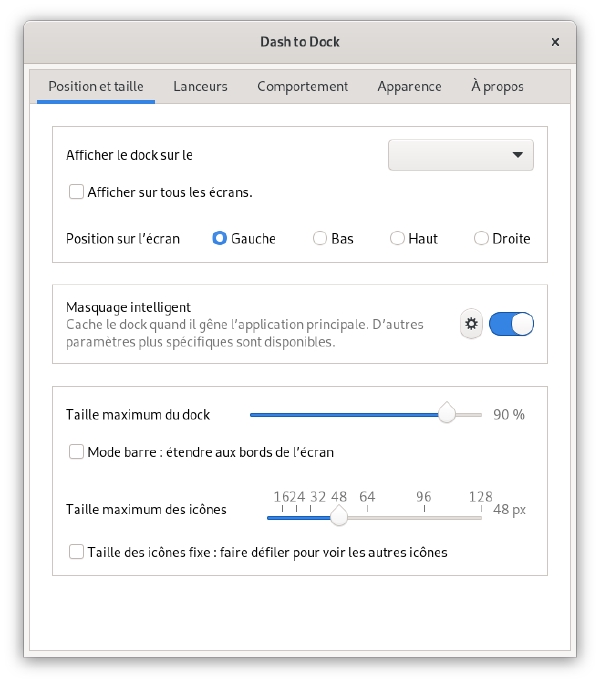 Dash to Dock
Position et taille Lanceurs Comportement Apparence À propos
Afficher le dock sur le
Afficher sur tous les écrans.
Position sur l'écran Gauche Bas Haut Droite
Masquage intelligent
Cache le dock quand il gêne l'application principale. D'autres
paramètres plus spécifiques sont disponibles.
Taille maximum du dock 90 %
Mode barre : étendre aux bords de l'écran
16 24 32 48 64 96 128
Taille maximum des icônes 48 px
Taille des icônes fixe : faire défiler pour voir les autres icônes